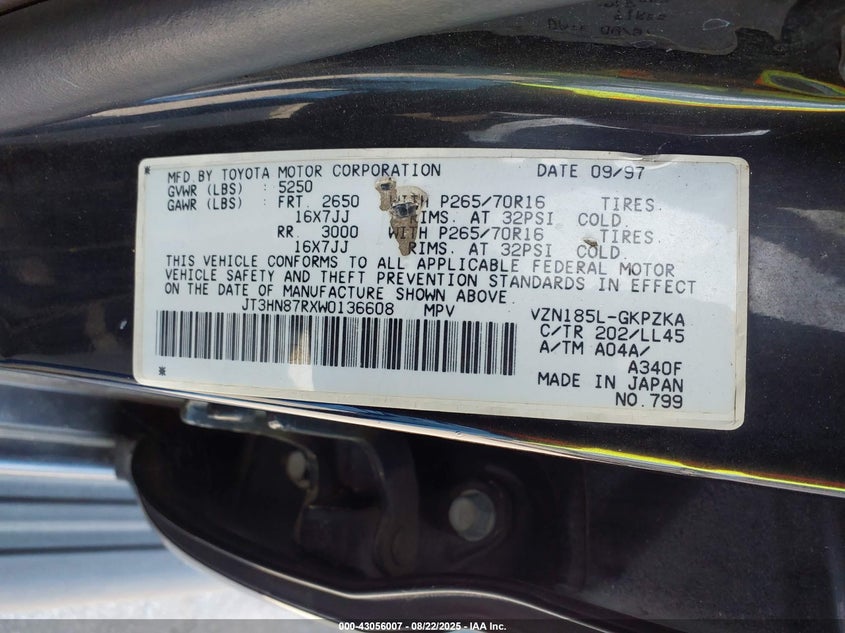 MFD.BY TOYOTA MOTOR CORPORATION DATE 09/97
GVWR (LBS) : 5250
GAWR (LBS) : FRT. 2650 WITH P265/70R16 TIRES.
16X7JJ RIMS. AT 32PSI COLD.
RR. 3000 WITH P265/70R16 TIRES.
16X7JJ RIMS. AT 32PSI COLD.
THIS VEHICLE CONFORMS TO ALL APPLICABLE FEDERAL MOTOR
VEHICLE SAFETY AND THEFT PREVENTION STANDARDS IN EFFECT
ON THE DATE OF MANUFACTURE SHOWN ABOVE.
JT3HN87RXW0136608 MPV VZN185L-GKPZKA
C/TR 202/LL45
A/TM A04A/
A340F
MADE IN JAPAN
NO.799
000-43056007 - 08/22/2025 - IAA Inc.